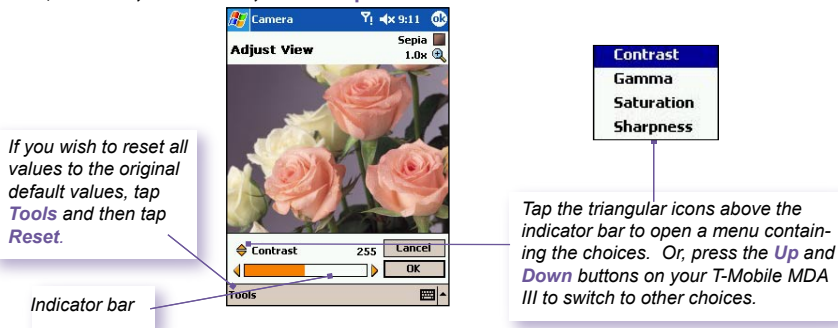 Camera
9:11
ok
Adjust View
Sepia
1.0x
Contrast
Gamma
Saturation
Sharpness
If you wish to reset all
values to the original
default values, tap
Tools and then tap
Reset.
Tap the triangular icons above the
indicator bar to open a menu contain-
ing the choices.  Or, press the Up and
Down buttons on your T-Mobile MDA
III to switch to other choices.
Contrast 255
Cancel
OK
Tools
Indicator bar